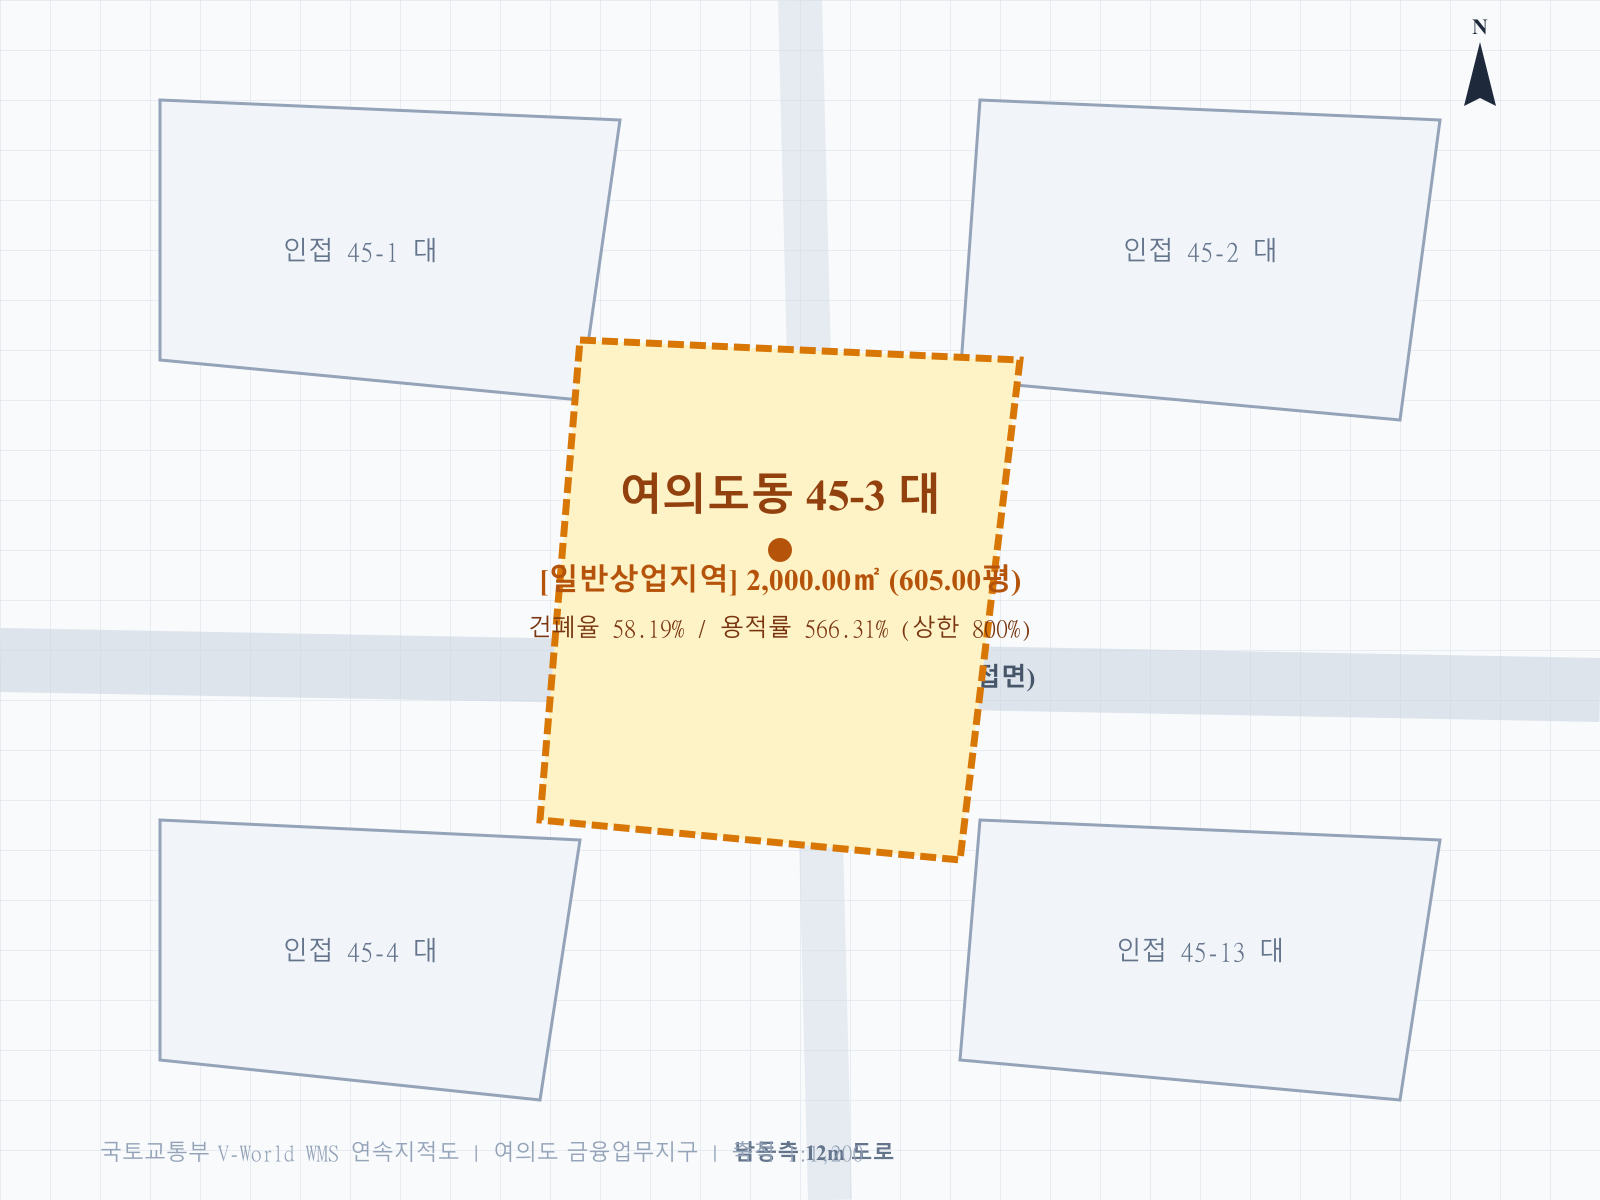 N
인접 45-1 대
인접 45-2 대
여의도동 45-3 대
[일반상업지역] 2,000.00㎡ (605.00평)
건폐율 58.19% / 용적률 566.31% (상한 800%)
접면)
인접 45-4 대
인접 45-13 대
국토교통부 V-World WMS 연속지적도 | 여의도 금융업무지구 |
12m 도로